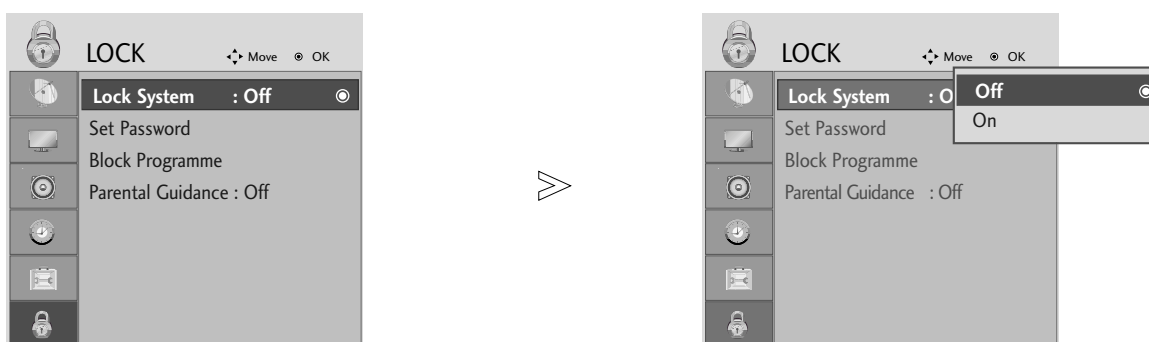 LOCK Move OK
Lock System : Off
Set Password
Block Programme
Parental Guidance : Off
LOCK Move OK
Lock System : O
Off
On
Set Password
Block Programme
Parental Guidance : Off